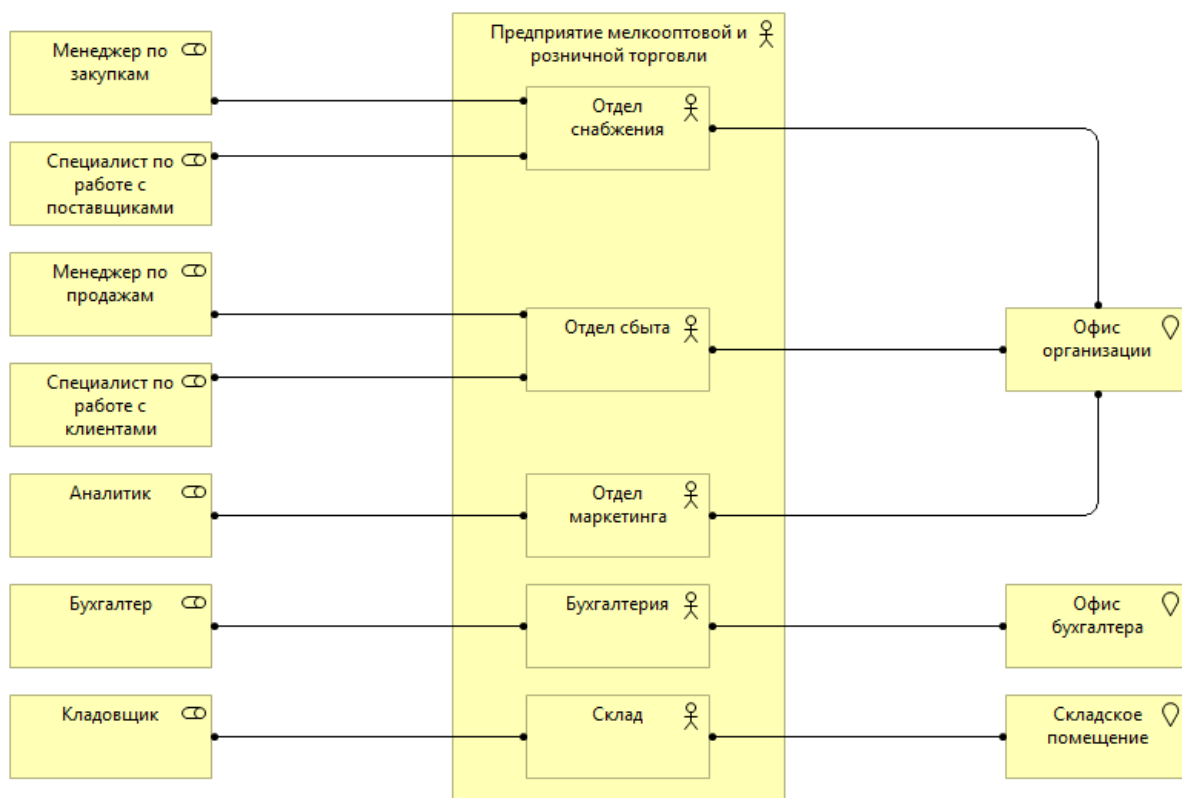 Предприятие мелкооптовой и
розничной торговли
Менеджер по
закупкам
Отдел
снабжения
Специалист по
работе с
поставщиками
Менеджер по
продажам
Отдел сбыта
Офис
организации
Специалист по
работе с
клиентами
Аналитик
Отдел
маркетинга
Бухгалтер
Бухгалтерия
Офис
бухгалтера
Кладовщик
Склад
Складское
помещение